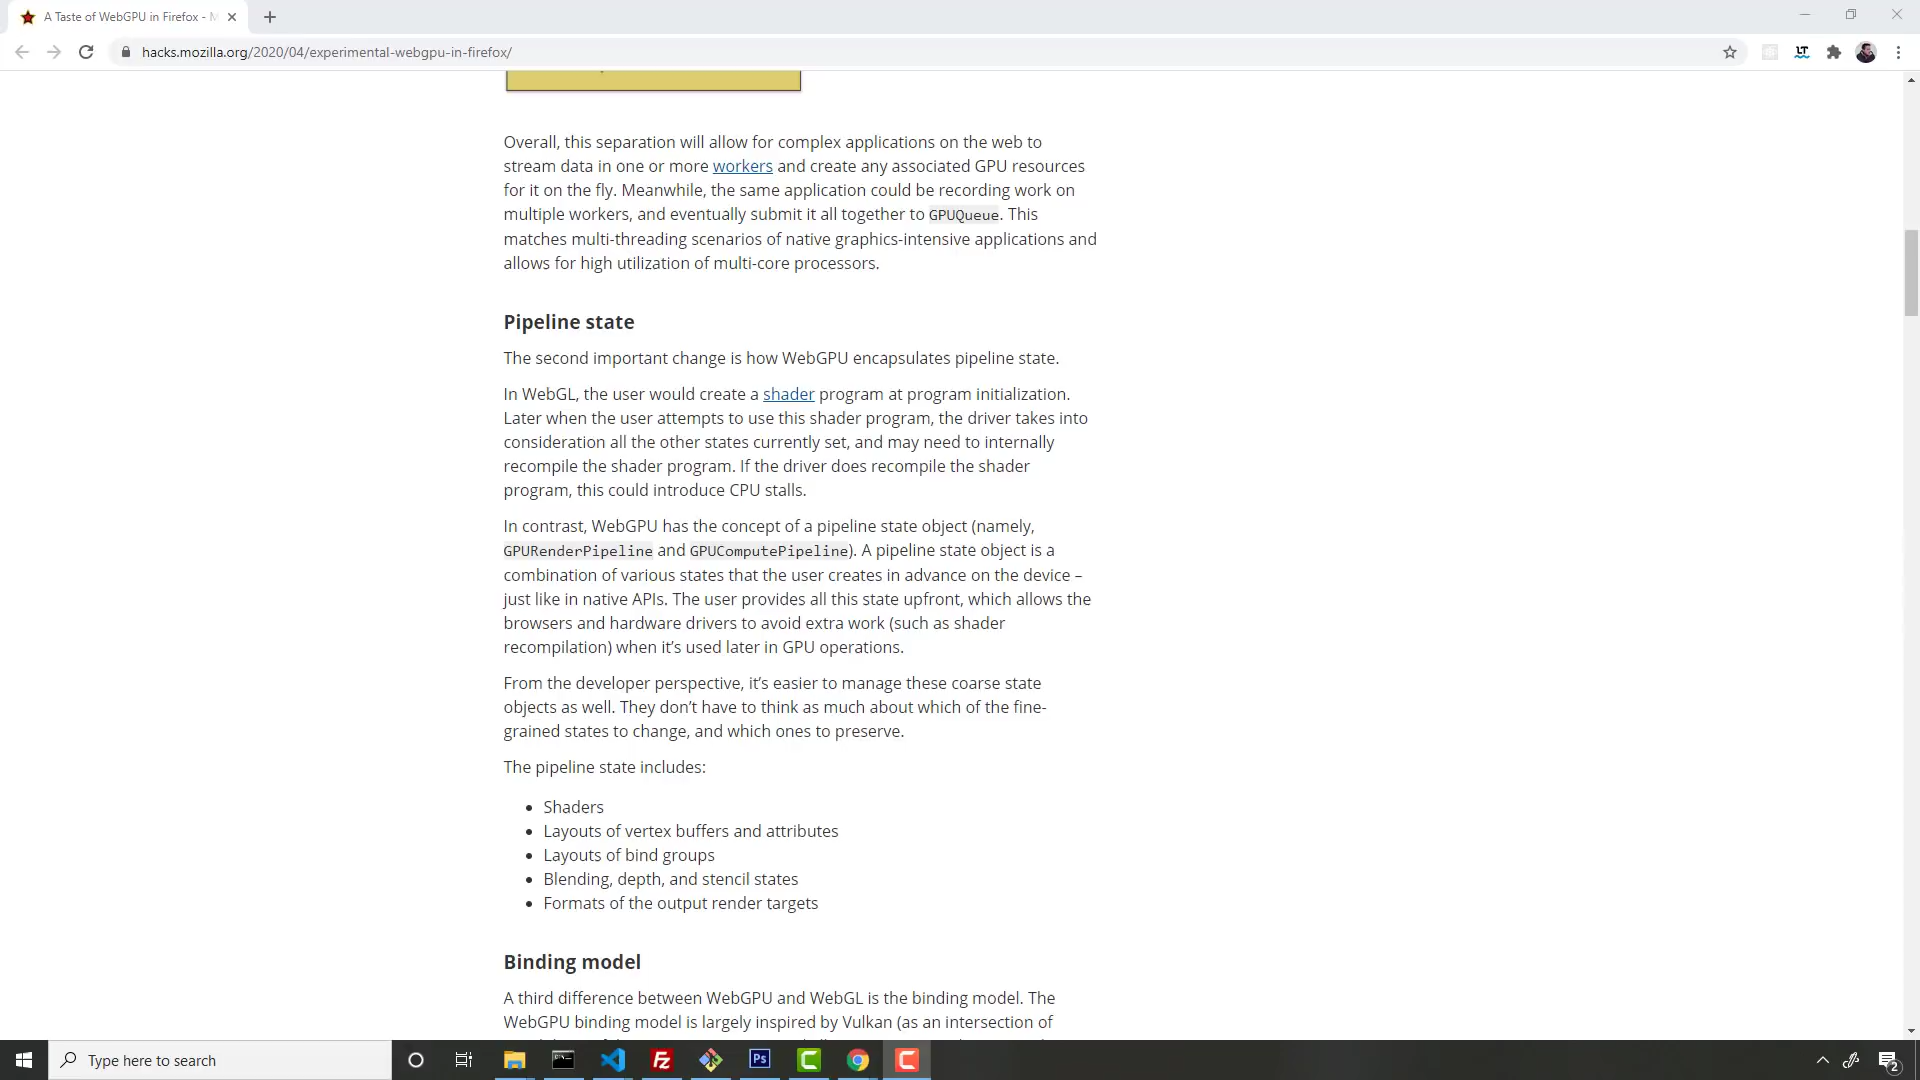 A Taste of WebGPU in Firefox - M
hacks.mozilla.org/2020/04/experimental-webgpu-in-firefox/
Overall, this separation will allow for complex applications on the web to
stream data in one or more workers and create any associated GPU resources
for it on the fly. Meanwhile, the same application could be recording work on
multiple workers, and eventually submit it all together to GPUQueue. This
matches multi-threading scenarios of native graphics-intensive applications and
allows for high utilization of multi-core processors.
Pipeline state
The second important change is how WebGPU encapsulates pipeline state.
In WebGL, the user would create a shader program at program initialization.
Later when the user attempts to use this shader program, the driver takes into
consideration all the other states currently set, and may need to internally
recompile the shader program. If the driver does recompile the shader
program, this could introduce CPU stalls.
In contrast, WebGPU has the concept of a pipeline state object (namely,
GPURenderPipeline and GPUComputePipeline). A pipeline state object is a
combination of various states that the user creates in advance on the device –
just like in native APIs. The user provides all this state upfront, which allows the
browsers and hardware drivers to avoid extra work (such as shader
recompilation) when it’s used later in GPU operations.
From the developer perspective, it’s easier to manage these coarse state
objects as well. They don’t have to think as much about which of the fine-
grained states to change, and which ones to preserve.
The pipeline state includes:
• Shaders
• Layouts of vertex buffers and attributes
• Layouts of bind groups
• Blending, depth, and stencil states
• Formats of the output render targets
Binding model
A third difference between WebGPU and WebGL is the binding model. The
WebGPU binding model is largely inspired by Vulkan (as an intersection of
Type here to search
Fz
Ps
C
C
2